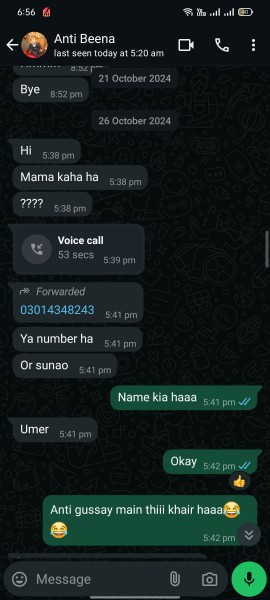 6:56
Anti Beena
last seen today at 5:20 am
8:52 pm
21 October 2024
Bye 8:52 pm
26 October 2024
Hi 5:38 pm
Mama kaha ha 5:38 pm
???? 5:38 pm
Voice call
53 secs 5:39 pm
Forwarded
03014348243 5:41 pm
Ya number ha 5:41 pm
Or sunao 5:41 pm
Name kia haaa 5:41 pm
Umer 5:41 pm
Okay 5:42 pm
👍
Anti gussay main thiii khair haaa😂
😂 5:42 pm
Message